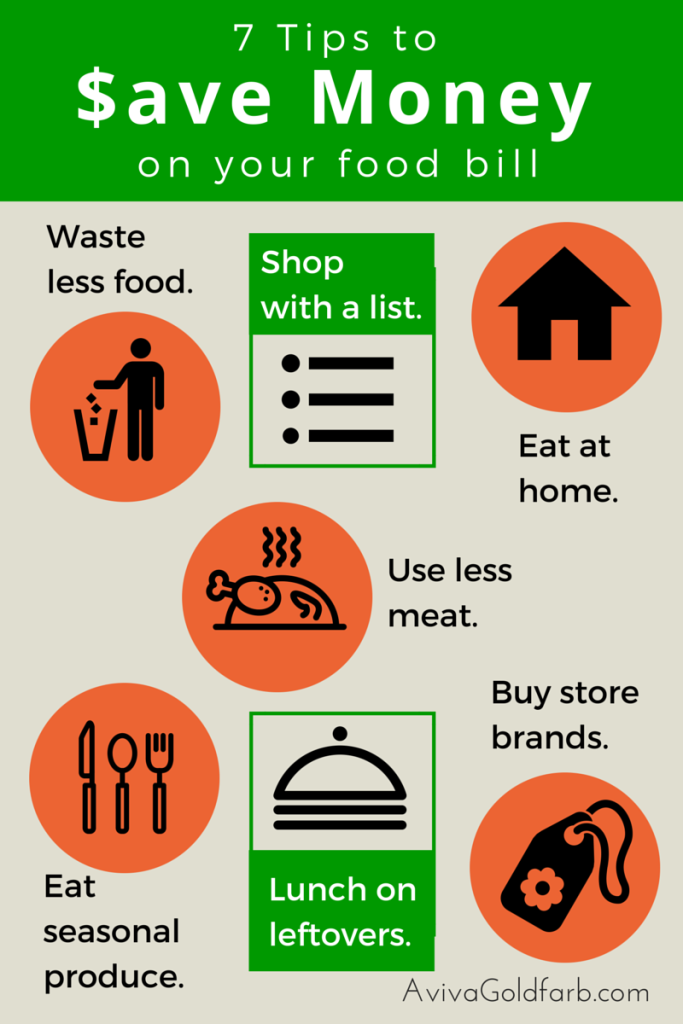 7 Tips to
$ave Money
on your food bill
Waste
less food.
Shop
with a list.
Eat at
home.
Use less
meat.
Eat
seasonal
produce.
Lunch on
leftovers.
Buy store
brands.
AvivaGoldfarb.com